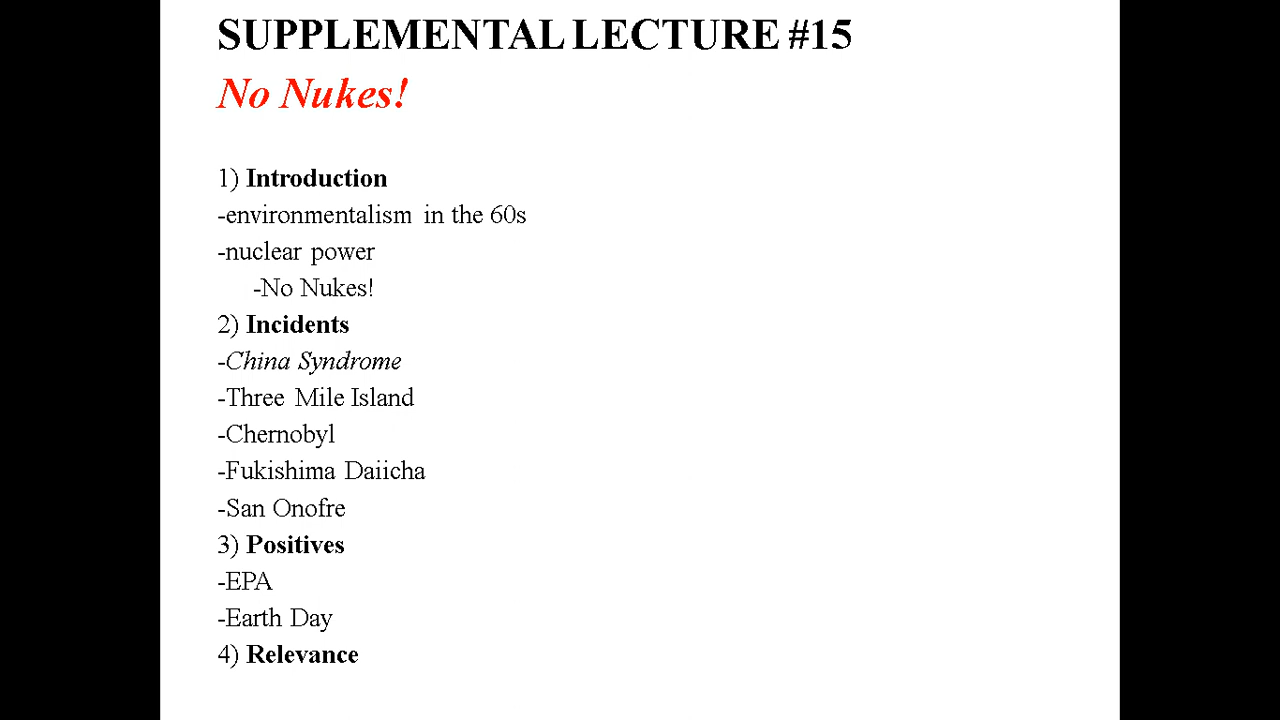 SUPPLEMENTAL LECTURE #15
No Nukes!
1) Introduction
-environmentalism in the 60s
-nuclear power
-No Nukes!
2) Incidents
-China Syndrome
-Three Mile Island
-Chernobyl
-Fukishima Daiicha
-San Onofre
3) Positives
-EPA
-Earth Day
4) Relevance